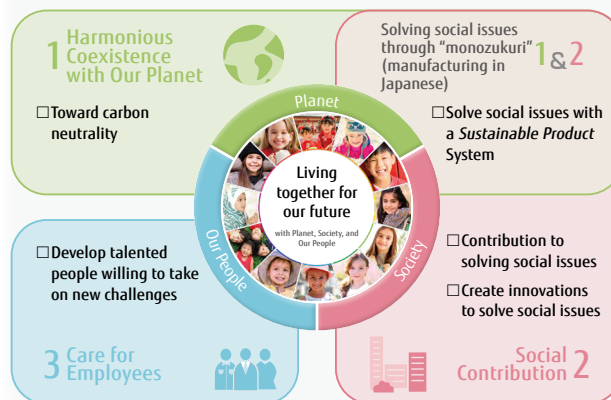 1 Harmonious
Coexistence
with Our Planet
□Toward carbon
neutrality
Solving social issues
through “monozukuri”
(manufacturing in
Japanese)
1 & 2
□Solve social issues with
a Sustainable Product
System
Planet
Our People
Society
Living
together for
our future
with Planet, Society, and
Our People
□Develop talented
people willing to take
on new challenges
3 Care for
Employees
□Contribution to
solving social issues
□Create innovations
to solve social issues
Social
Contribution 2